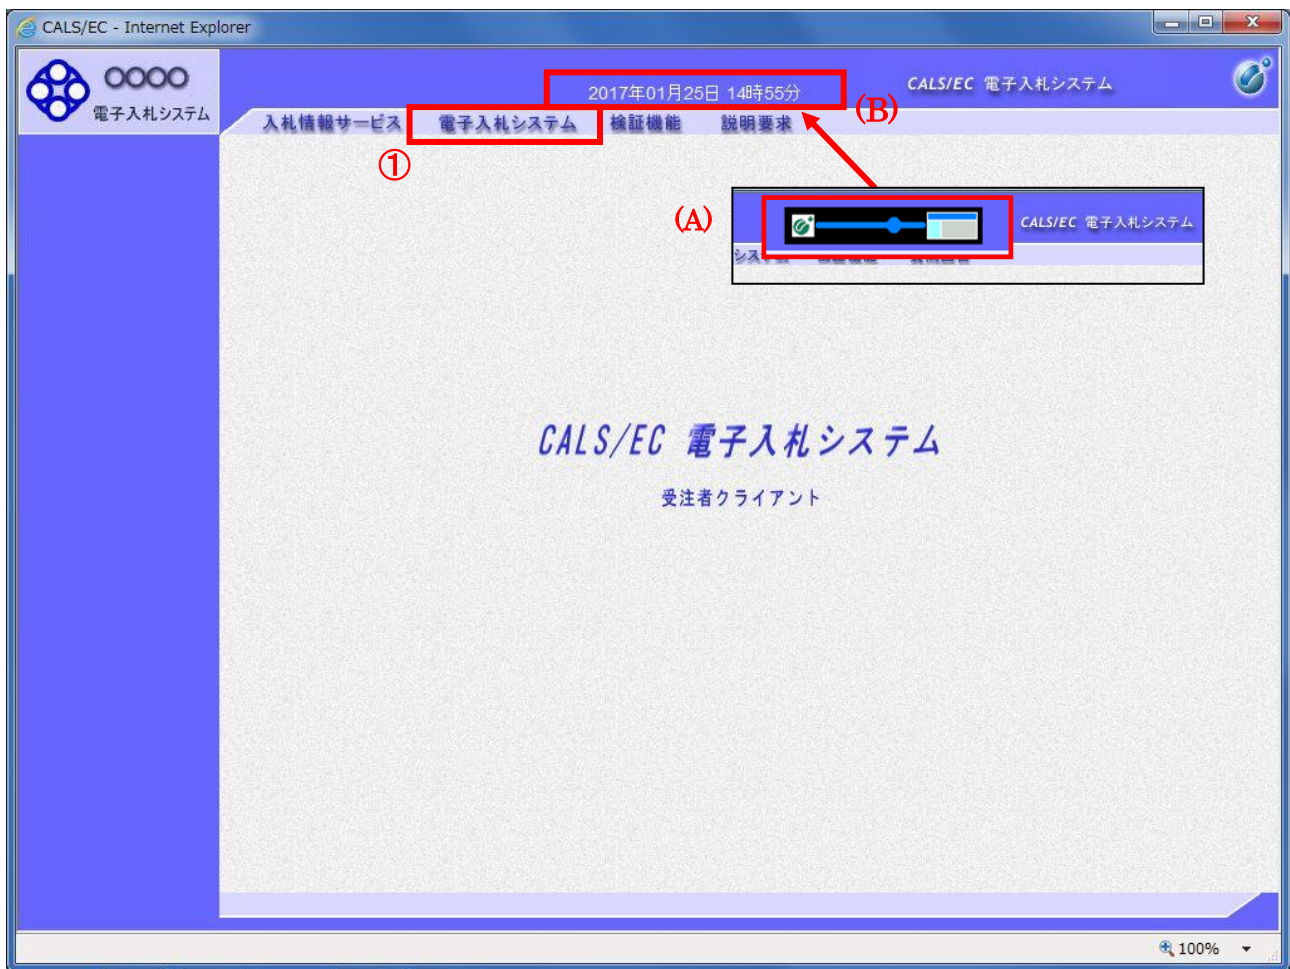 CALS/EC - Internet Explorer
〇〇〇〇
電子入札システム
2017年01月25日 14時55分
CALS/EC 電子入札システム
(B)
入札情報サービス 電子入札システム 検証機能 説明要求
①
(A)
CALS/EC 電子入札システム
CALS/EC 電子入札システム
受注者クライアント
100%